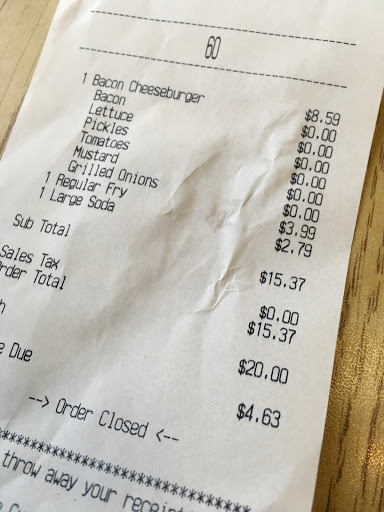 60
1 Bacon Cheeseburger $8.59
Bacon $0.00
Lettuce $0.00
Pickles $0.00
Tomatoes $0.00
Mustard $0.00
Grilled Onions $0.00
1 Regular Fry $3.99
1 Large Soda $2.79
Sub Total $15.37
Sales Tax $0.00
Order Total $15.37
h $20.00
e Due $4.63
--> Order Closed <--
*******************************
throw away your receipt